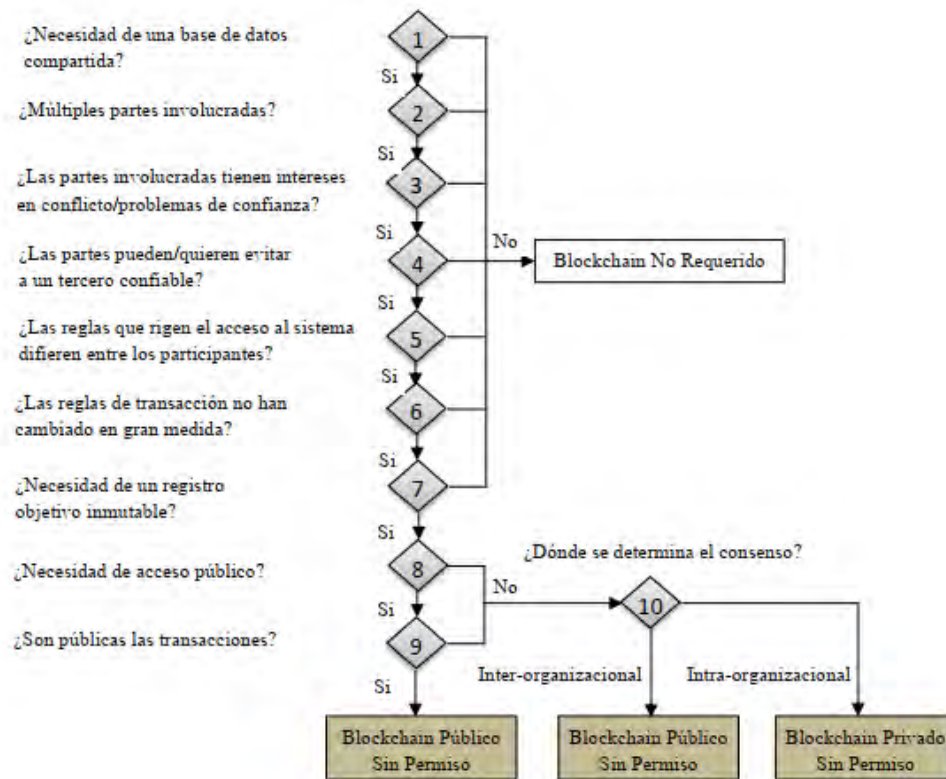 ¿Necesidad de una base de datos
compartida?
1
Si
¿Múltiples partes involucradas?
2
Si
¿Las partes involucradas tienen intereses
en conflicto/problemas de confianza?
3
Si
¿Las partes pueden/quieren evitar
a un tercero confiable?
4
No
Blockchain No Requerido
Si
¿Las reglas que rigen el acceso al sistema
difieren entre los participantes?
5
Si
¿Las reglas de transacción no han
cambiado en gran medida?
6
Si
¿Necesidad de un registro
objetivo inmutable?
7
Si
¿Necesidad de acceso público?
8
No
¿Dónde se determina el consenso?
10
Si
¿Son públicas las transacciones?
9
Si
Inter-organizacional
Intra-organizacional
Blockchain Público
Sin Permiso
Blockchain Público
Sin Permiso
Blockchain Privado
Sin Permiso